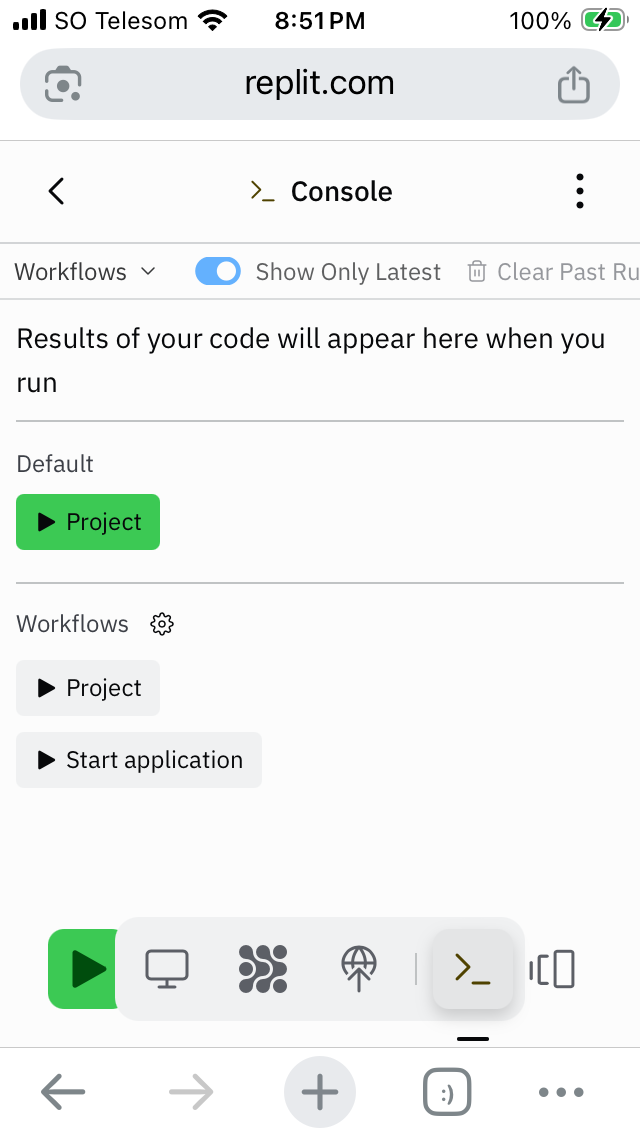 SO Telesom
8:51 PM
100%
replit.com
>_ Console
Workflows
Show Only Latest
Clear Past Ru
Results of your code will appear here when you
run
Default
Project
Workflows
Project
Start application
>_
:)